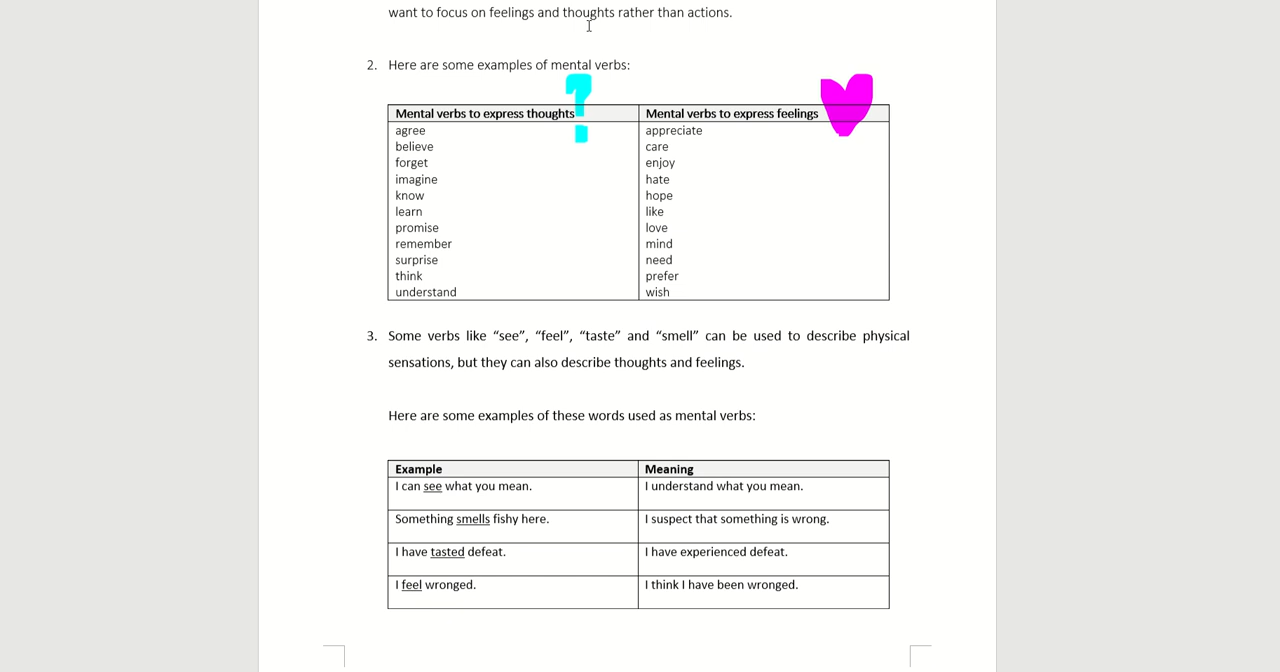 want to focus on feelings and thoughts rather than actions.
2. Here are some examples of mental verbs:
Mental verbs to express thoughts Mental verbs to express feelings
?
agree appreciate
believe care
forget enjoy
imagine hate
know hope
learn like
promise love
remember mind
surprise need
think prefer
understand wish
3. Some verbs like “see”, “feel”, “taste” and “smell” can be used to describe physical
sensations, but they can also describe thoughts and feelings.
Here are some examples of these words used as mental verbs:
Example Meaning
I can see what you mean. I understand what you mean.
Something smells fishy here. I suspect that something is wrong.
I have tasted defeat. I have experienced defeat.
I feel wronged. I think I have been wronged.